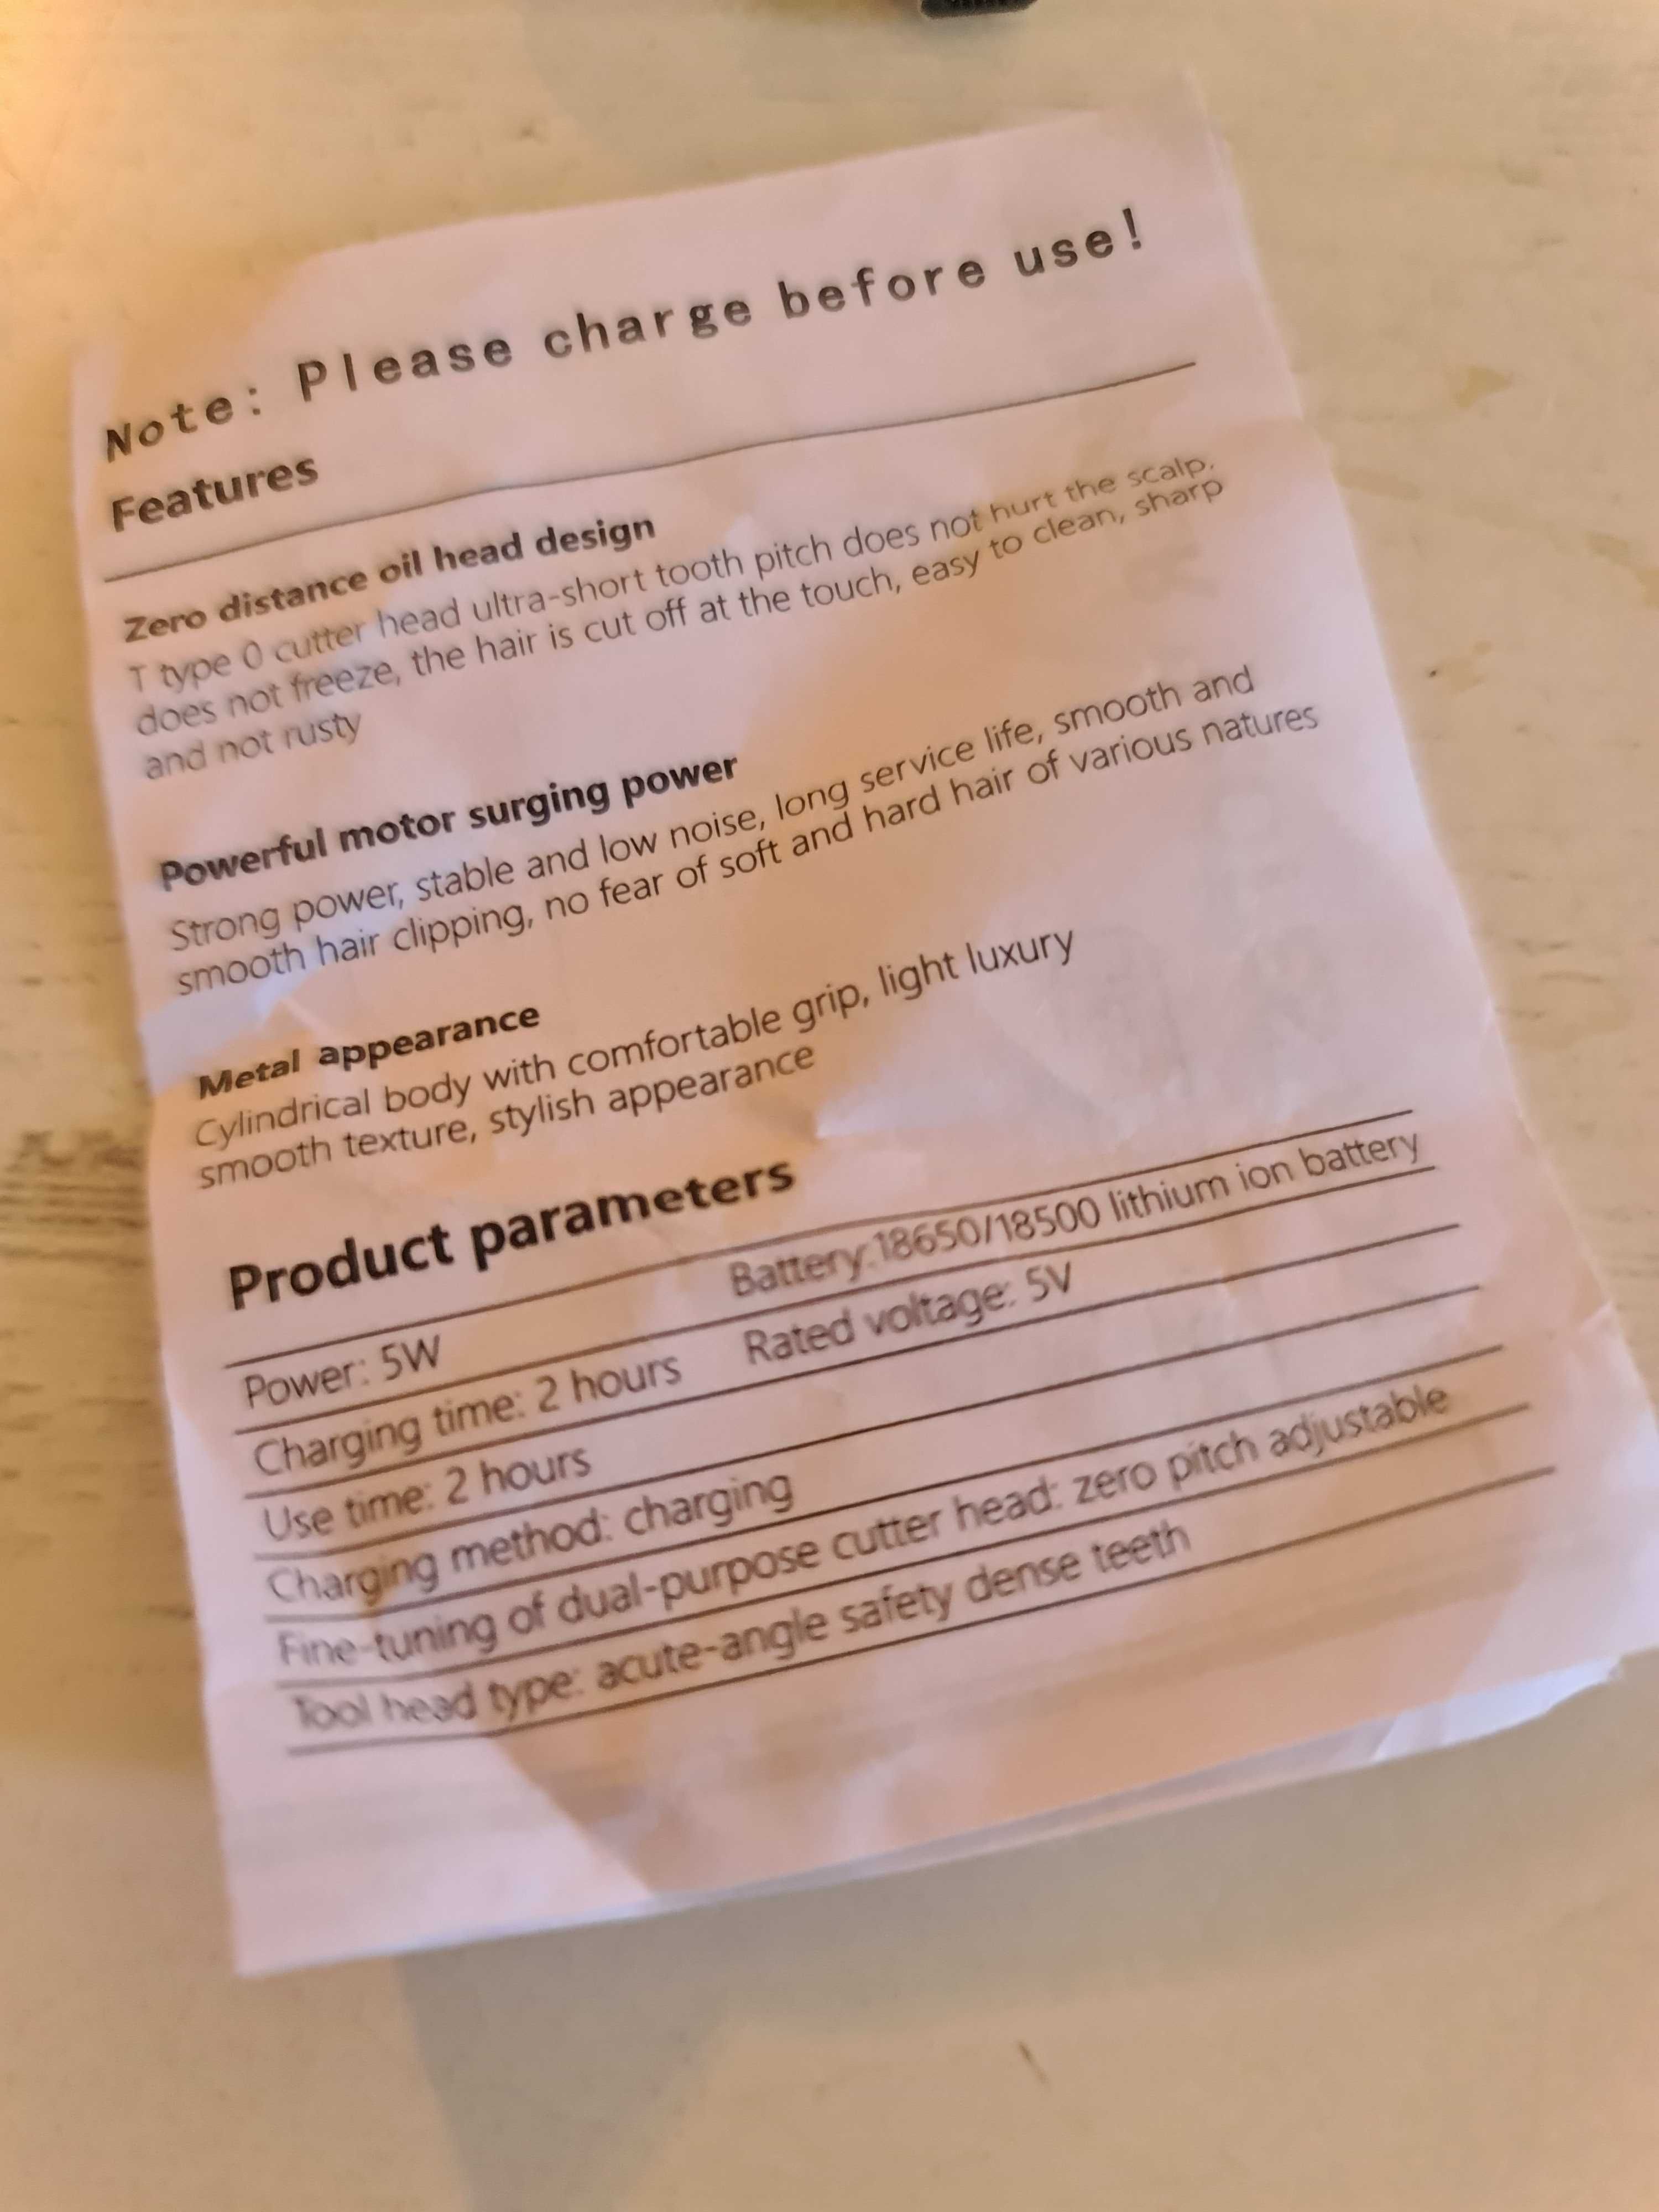 Note: Please charge before use!
Features
Zero distance oil head design
T type 0 cutter head ultra-short tooth pitch does not hurt the scalp,
does not freeze, the hair is cut off at the touch, easy to clean, sharp
and not rusty
Powerful motor surging power
Strong power, stable and low noise, long service life, smooth and
smooth hair clipping, no fear of soft and hard hair of various natures
Metal appearance
Cylindrical body with comfortable grip, light luxury
smooth texture, stylish appearance
Product parameters
Power: 5W Battery:18650/18500 lithium ion battery
Charging time: 2 hours Rated voltage: 5V
Use time: 2 hours
Charging method: charging
Fine-tuning of dual-purpose cutter head: zero pitch adjustable
Tool head type: acute-angle safety dense teeth